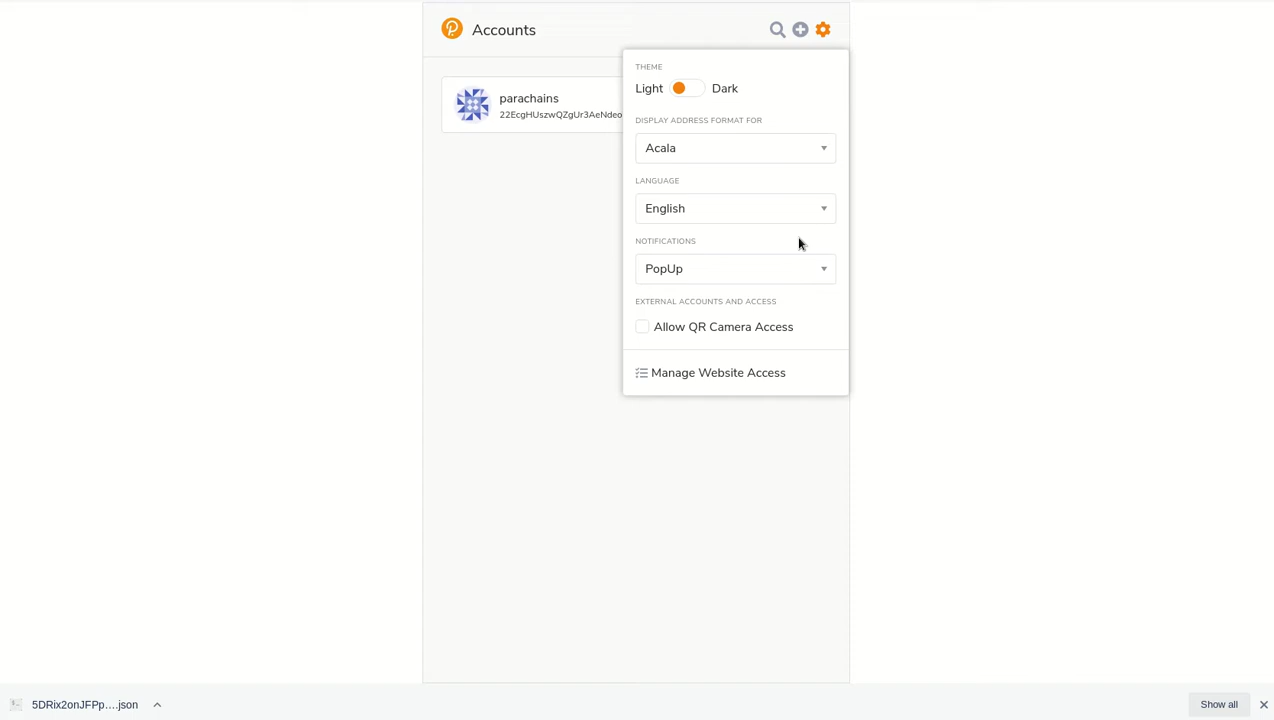 Accounts
parachains
22EcgHUszwQZgUr3AeNdeo
THEME
Light Dark
DISPLAY ADDRESS FORMAT FOR
Acala
LANGUAGE
English
NOTIFICATIONS
PopUp
EXTERNAL ACCOUNTS AND ACCESS
Allow QR Camera Access
Manage Website Access
5DRix2onJFPp....json
Show all